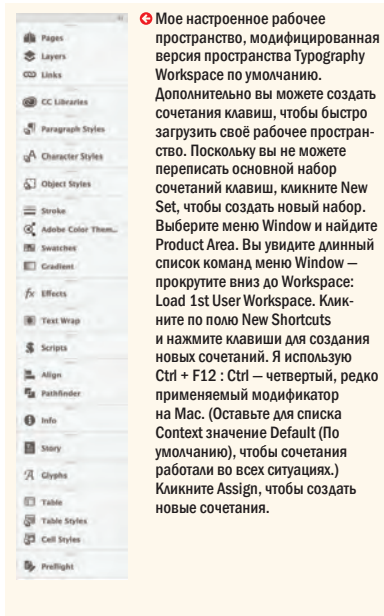 Pages
Layers
Links
CC Libraries
Paragraph Styles
Character Styles
Object Styles
Stroke
Adobe Color Them...
Swatches
Gradient
Effects
Text Wrap
Scripts
Align
Pathfinder
Info
Story
Glyphs
Table
Table Styles
Cell Styles
Preflight
Мое настроенное рабочее
пространство, модифицированная
версия пространства Typography
Workspace по умолчанию.
Дополнительно вы можете создать
сочетания клавиш, чтобы быстро
загрузить своё рабочее простран-
ство. Поскольку вы не можете
переписать основной набор
сочетаний клавиш, кликните New
Set, чтобы создать новый набор.
Выберите меню Window и найдите
Product Area. Вы увидите длинный
список команд меню Window —
прокрутите вниз до Workspace:
Load 1st User Workspace. Клик-
ните по полю New Shortcuts
и нажмите клавиши для создания
новых сочетаний. Я использую
Ctrl + F12 : Ctrl — четвертый, редко
применяемый модификатор
на Mac. (Оставьте для списка
Context значение Default (По
умолчанию), чтобы сочетания
работали во всех ситуациях.)
Кликните Assign, чтобы создать
новые сочетания.